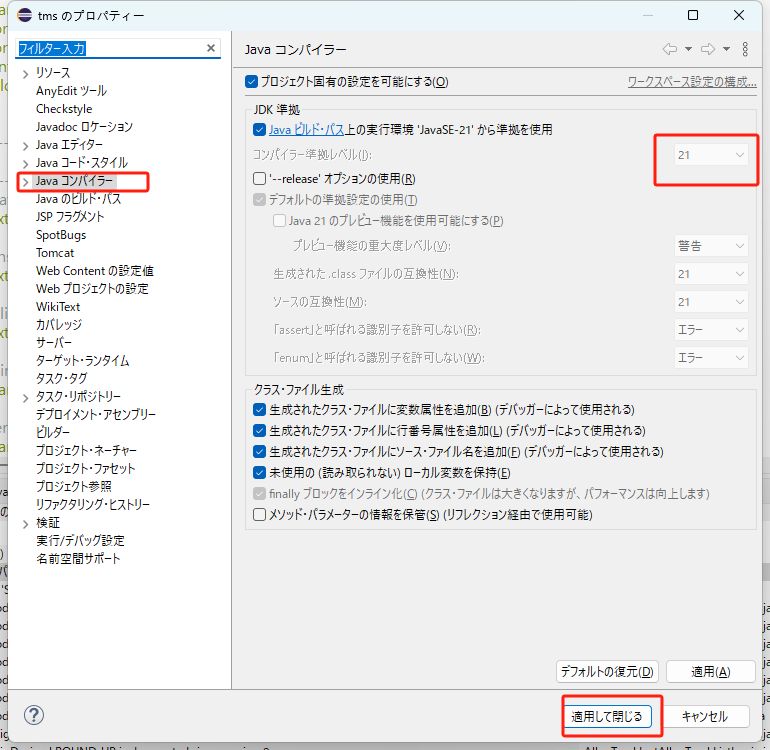 tms のプロパティー
フィルター入力
リソース
AnyEdit ツール
Checkstyle
Javadoc ロケーション
Java エディター
Java コード・スタイル
Java コンパイラー
Java のビルド・パス
JSP フラグメント
SpotBugs
Tomcat
Web Content の設定値
Web プロジェクトの設定
WikiText
カバレッジ
サーバー
ターゲット・ランタイム
タスク・タグ
タスク・リポジトリー
デプロイメント・アセンブリー
ビルダー
プロジェクト・ネーチャー
プロジェクト・ファセット
プロジェクト参照
リファクタリング・ヒストリー
検証
実行/デバッグ設定
名前空間サポート
Java コンパイラー
プロジェクト固有の設定を可能にする(O)
ワークスペース設定の構成...
JDK 準拠
Java ビルド・パス上の実行環境 'JavaSE-21' から準拠を使用
コンパイラー準拠レベル(J): 21
'--release' オプションの使用(R)
デフォルトの準拠設定の使用(T)
Java 21 のプレビュー機能を使用可能にする(P)
プレビュー機能の重大度レベル(V): 警告
生成された .class ファイルの互換性(N): 21
ソースの互換性(M): 21
「assert」と呼ばれる識別子を許可しない(R): エラー
「enum」と呼ばれる識別子を許可しない(W): エラー
クラス・ファイル生成
生成されたクラス・ファイルに変数属性を追加(B) (デバッガーによって使用される)
生成されたクラス・ファイルに行番号属性を追加(L) (デバッガーによって使用される)
生成されたクラス・ファイルにソース・ファイル名を追加(F) (デバッガーによって使用される)
未使用の (読み取られない) ローカル変数を保持(E)
finally ブロックをインライン化(C) (クラス・ファイルは大きくなりますが、パフォーマンスは向上します)
メソッド・パラメーターの情報を保管(S) (リフレクション経由で使用可能)
デフォルトの復元(D)
適用(A)
適用して閉じる
キャンセル